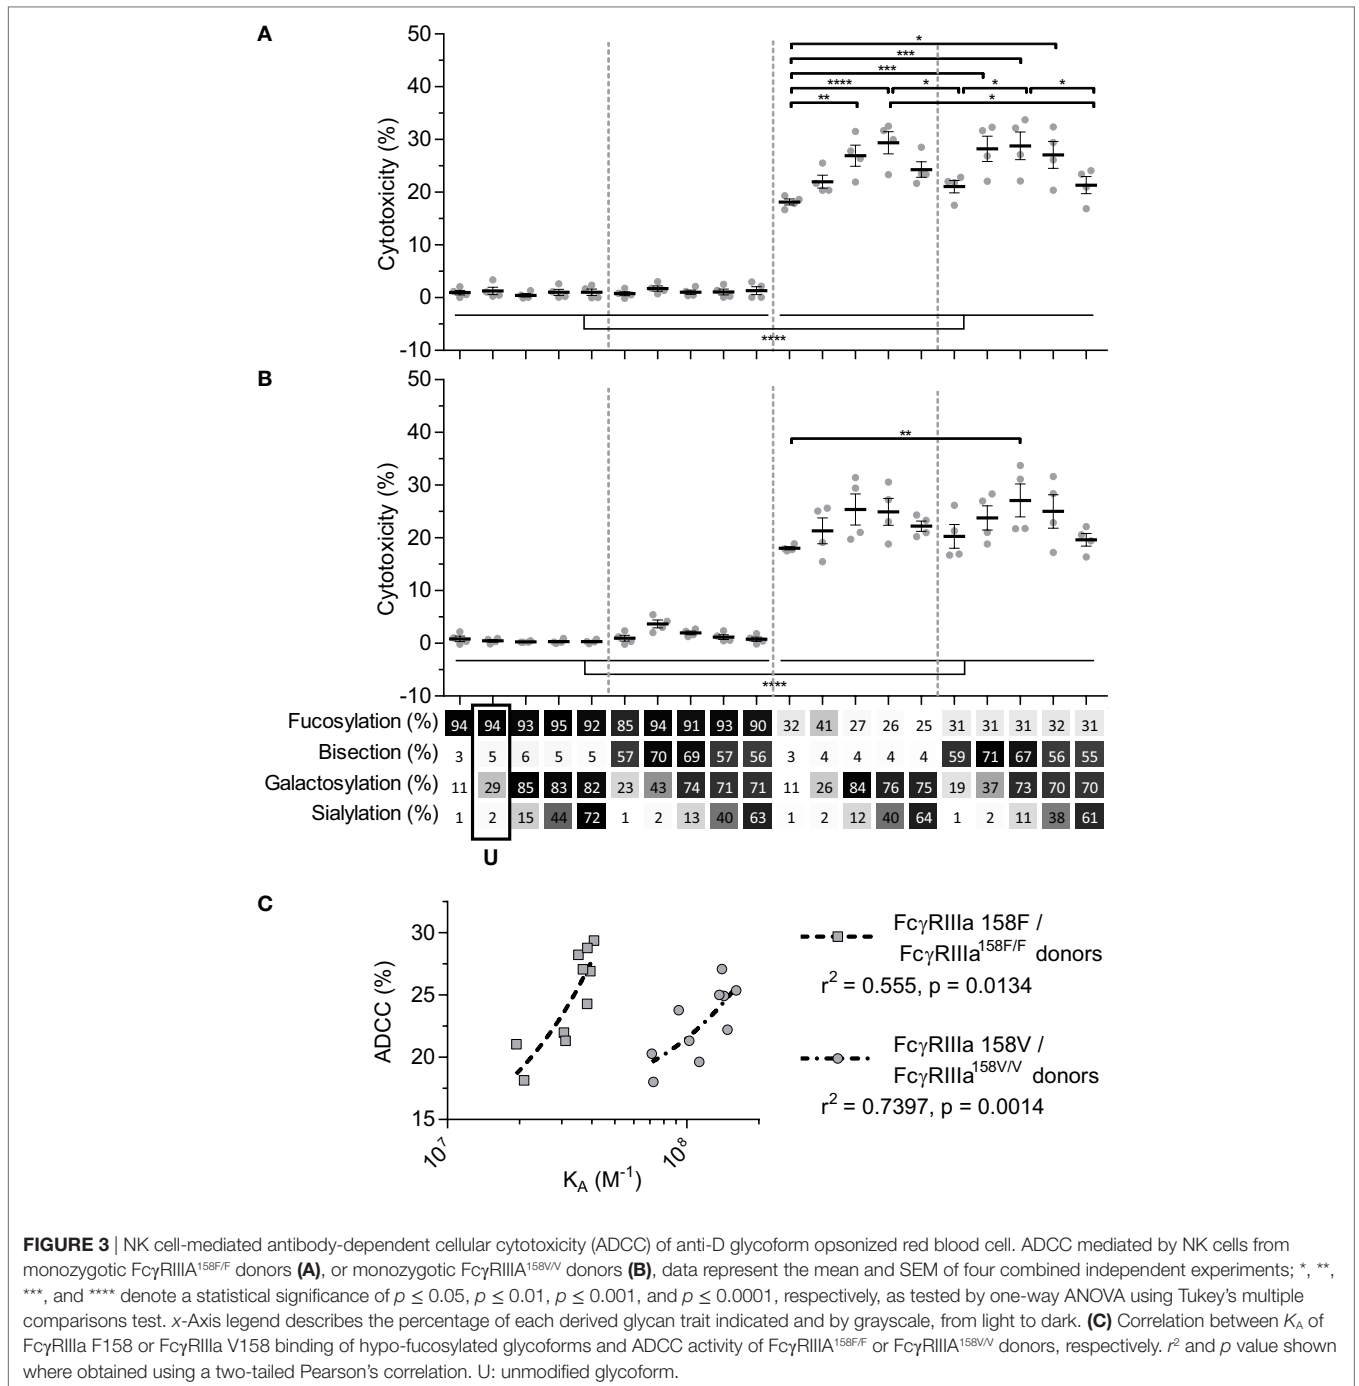 A
50
40
30
20
10
0
-10
Cytotoxicity (%)
*
***
***
**** * * *
** *
****
B
50
40
30
20
10
0
-10
Cytotoxicity (%)
**
****
Fucosylation (%) 94 94 93 95 92 85 94 91 93 90 32 41 27 26 25 31 31 31 32 31
Bisection (%) 3 5 6 5 5 57 70 69 57 56 3 4 4 4 4 59 71 67 56 55
Galactosylation (%) 11 29 85 83 82 23 43 74 71 71 11 26 84 76 75 19 37 73 70 70
Sialylation (%) 1 2 15 44 72 1 2 13 40 63 1 2 12 40 64 1 2 11 38 61
U
C
30
25
20
15
ADCC (%)
10⁷ 10⁸
K_A (M⁻¹)
FcγRIIIa 158F /
FcγRIIIa¹⁵⁸F/F donors
r² = 0.555, p = 0.0134
FcγRIIIa 158V /
FcγRIIIa¹⁵⁸V/V donors
r² = 0.7397, p = 0.0014
FIGURE 3 | NK cell-mediated antibody-dependent cellular cytotoxicity (ADCC) of anti-D glycoform opsonized red blood cell. ADCC mediated by NK cells from
monozygotic FcγRIIIA¹⁵⁸F/F donors (A), or monozygotic FcγRIIIA¹⁵⁸V/V donors (B), data represent the mean and SEM of four combined independent experiments; *, **,
***, and **** denote a statistical significance of p ≤ 0.05, p ≤ 0.01, p ≤ 0.001, and p ≤ 0.0001, respectively, as tested by one-way ANOVA using Tukey's multiple
comparisons test. x-Axis legend describes the percentage of each derived glycan trait indicated and by grayscale, from light to dark. (C) Correlation between K_A of
FcγRIIIa F158 or FcγRIIIa V158 binding of hypo-fucosylated glycoforms and ADCC activity of FcγRIIIA¹⁵⁸F/F or FcγRIIIA¹⁵⁸V/V donors, respectively. r² and p value shown
where obtained using a two-tailed Pearson's correlation. U: unmodified glycoform.